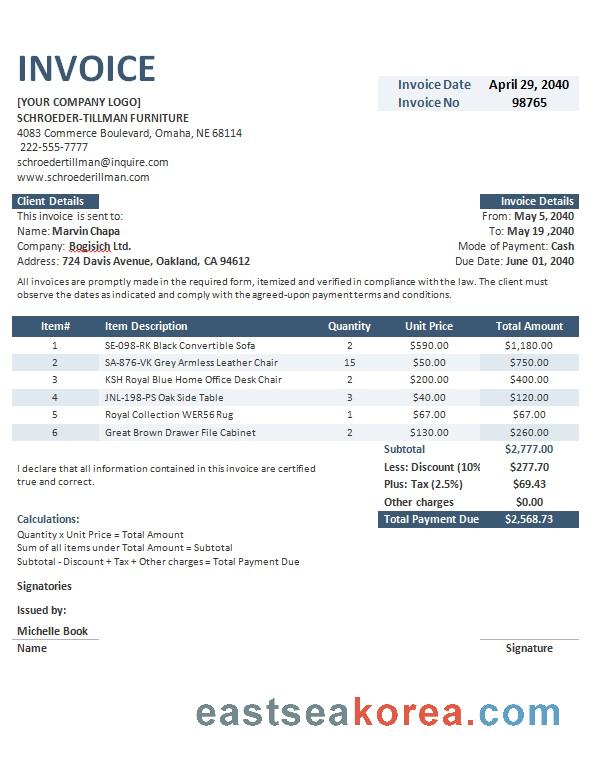 INVOICE
Invoice Date April 29, 2040
Invoice No 98765
[YOUR COMPANY LOGO]
SCHROEDER-TILLMAN FURNITURE
4083 Commerce Boulevard, Omaha, NE 68114
222-555-7777
schroedertillman@inquire.com
www.schroederillman.com
Client Details Invoice Details
This invoice is sent to: From: May 5, 2040
Name: Marvin Chapa To: May 19 ,2040
Company: Bogisich Ltd. Mode of Payment: Cash
Address: 724 Davis Avenue, Oakland, CA 94612 Due Date: June 01, 2040
All invoices are promptly made in the required form, itemized and verified in compliance with the law. The client must
observe the dates as indicated and comply with the agreed-upon payment terms and conditions.
Item# Item Description Quantity Unit Price Total Amount
1 SE-098-RK Black Convertible Sofa 2 $590.00 $1,180.00
2 SA-876-VK Grey Armless Leather Chair 15 $50.00 $750.00
3 KSH Royal Blue Home Office Desk Chair 2 $200.00 $400.00
4 JNL-198-PS Oak Side Table 3 $40.00 $120.00
5 Royal Collection WER56 Rug 1 $67.00 $67.00
6 Great Brown Drawer File Cabinet 2 $130.00 $260.00
Subtotal $2,777.00
I declare that all information contained in this invoice are certified
true and correct.
Less: Discount (10% $277.70
Plus: Tax (2.5%) $69.43
Other charges $0.00
Calculations: Total Payment Due $2,568.73
Quantity x Unit Price = Total Amount
Sum of all items under Total Amount = Subtotal
Subtotal - Discount + Tax + Other charges = Total Payment Due
Signatories
Issued by:
Michelle Book
Name Signature
eastseakorea.com